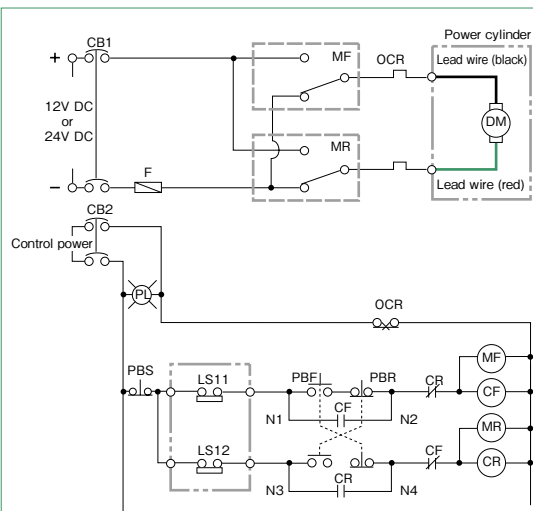 Power cylinder
CB1
+
MF
OCR
Lead wire (black)
12V DC
or
24V DC
DM
MR
F
−
Lead wire (red)
CB2
Control power
PL
OCR
PBS
LS11
PBF
PBR
CR
MF
N1
CF
N2
CF
MR
LS12
CF
CR
N3
CR
N4